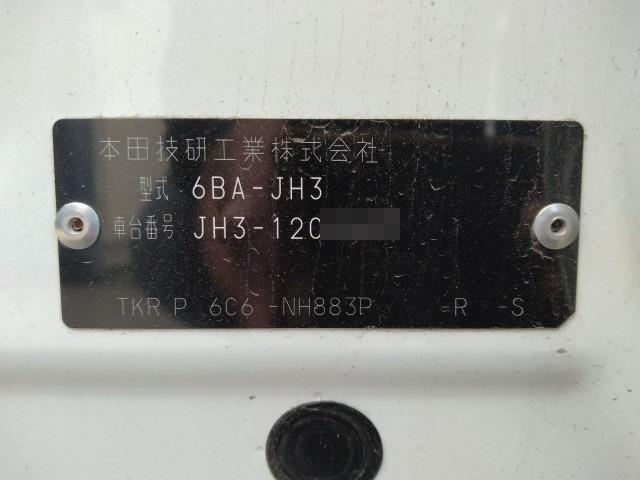 本田技研工業株式会社
型式 6BA-JH3
車台番号 JH3-120
TKR P 6C6 -NH883P =R -S